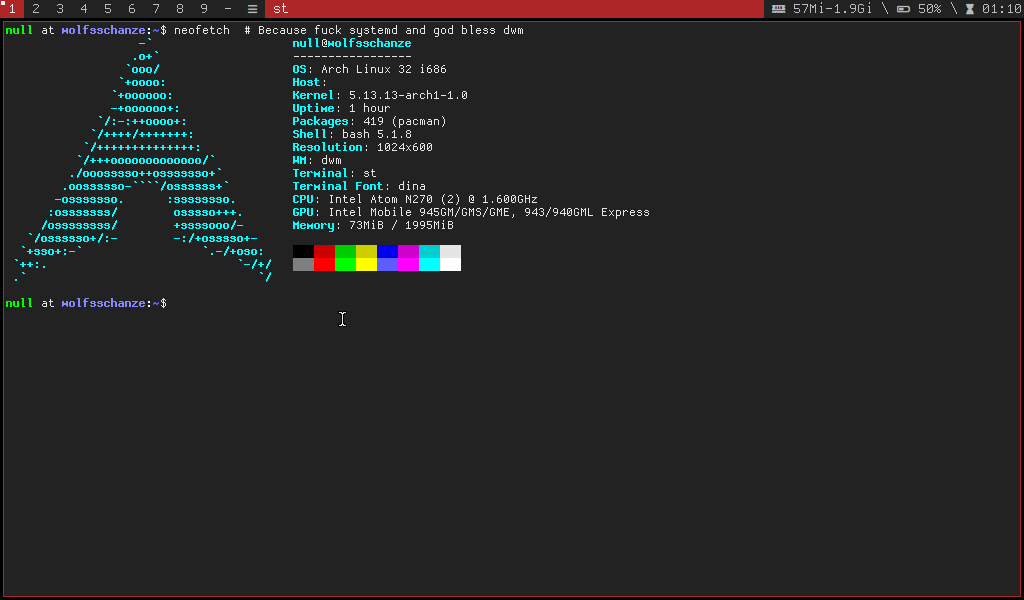 1 2 3 4 5 6 7 8 9 - ☰ st 57Mi-1.9Gi \ 50% \ 01:10
null at wolfsschanze:~$ neofetch  # Because fuck systemd and god bless dwm
                   -`                    null@wolfsschanze
                  .o+`                   -----------------
                 `ooo/                   OS: Arch Linux 32 i686
                `+oooo:                  Host:
               `+oooooo:                 Kernel: 5.13.13-arch1-1.0
               -+oooooo+:                Uptime: 1 hour
             `/:-:++oooo+:               Packages: 419 (pacman)
            `/++++/+++++++:              Shell: bash 5.1.8
           `/++++++++++++++:             Resolution: 1024x600
          `/+++ooooooooooooo/`           WM: dwm
         ./ooosssso++osssssso+`          Terminal: st
        .oossssso-````/ossssss+`         Terminal Font: dina
       -osssssso.      :ssssssso.        CPU: Intel Atom N270 (2) @ 1.600GHz
      :osssssss/        osssso+++.       GPU: Intel Mobile 945GM/GMS/GME, 943/940GML Express
     /ossssssss/        +ssssooo/-       Memory: 73MiB / 1995MiB
   `/ossssso+/:-        -:/+osssso+-
  `+sso+:-`                 `.-/+oso:
 `++:.                           `-/+/
 .`                                 `/
null at wolfsschanze:~$